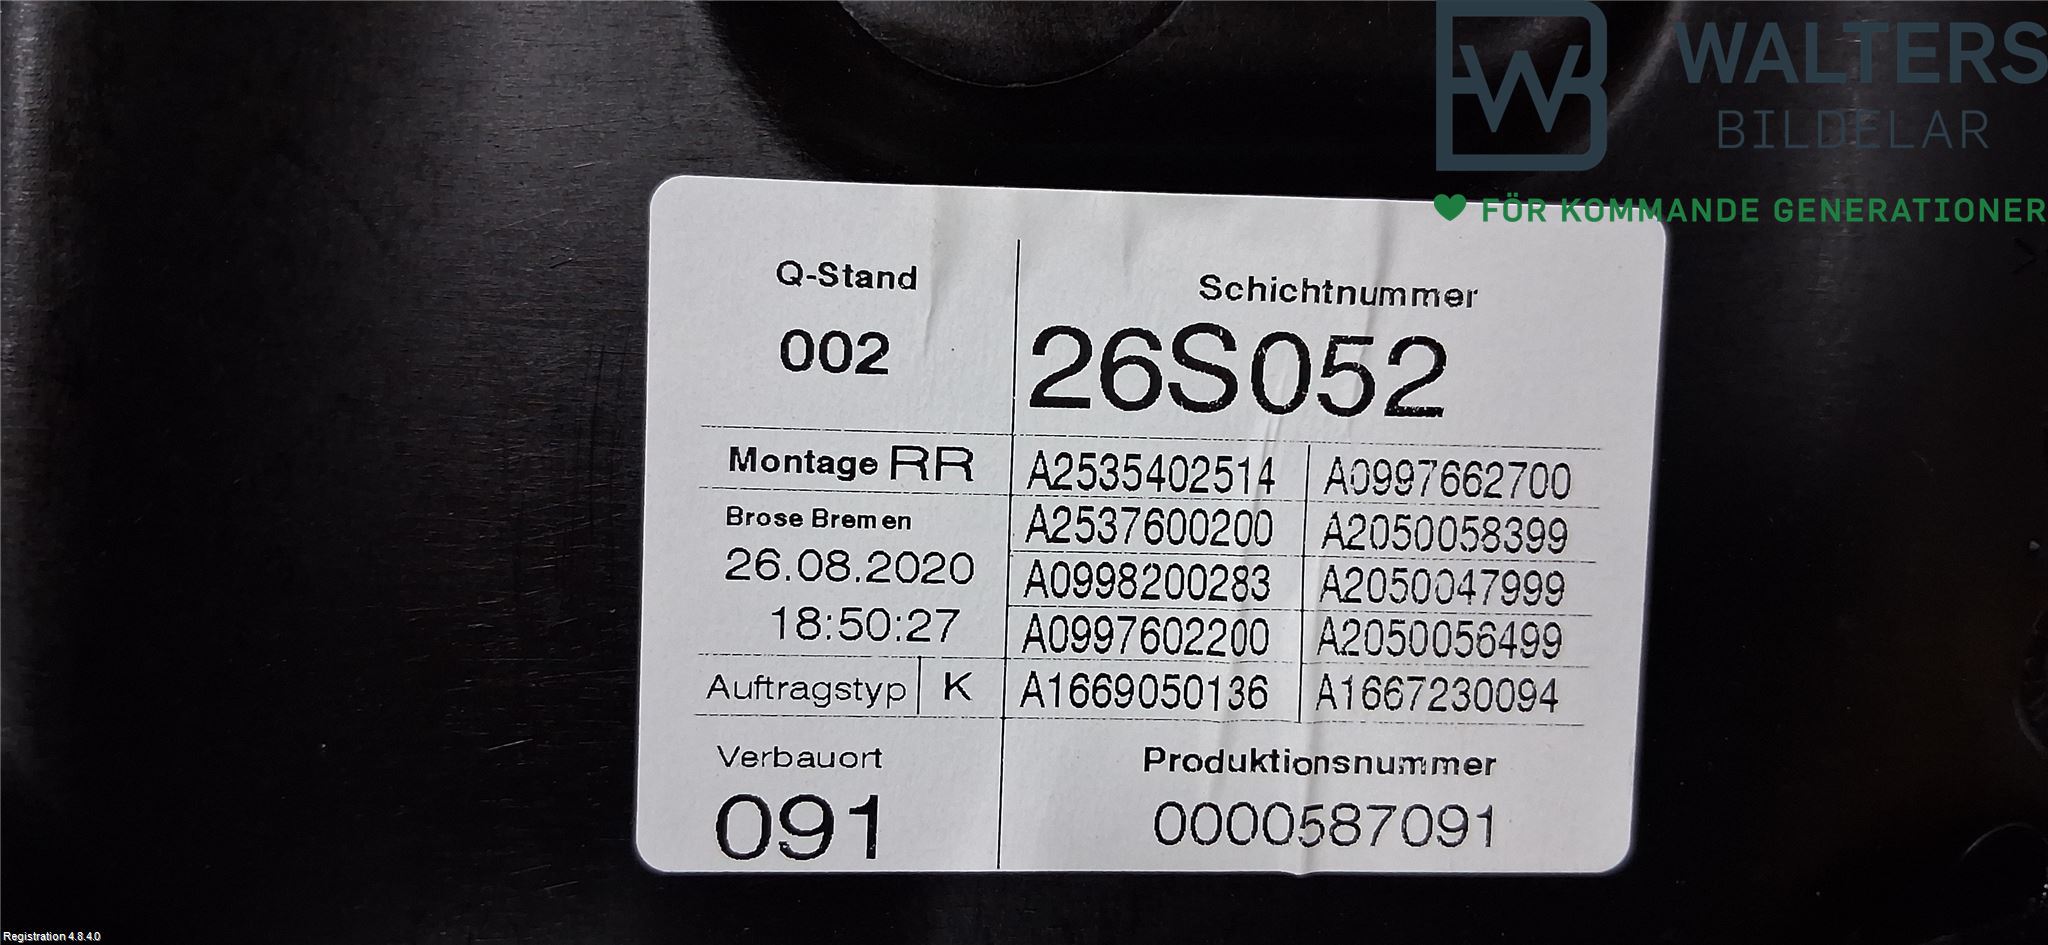 WALTERS
BILDELAR
FÖR KOMMANDE GENERATIONER
Q-Stand
002
Schichtnummer
26S052
Montage RR
Brose Bremen
26.08.2020
18:50:27
Auftragstyp K
A2535402514 A0997662700
A2537600200 A2050058399
A0998200283 A2050047999
A0997602200 A2050056499
A1669050136 A1667230094
Verbauort
091
Produktionsnummer
0000587091
Registration 4.8.4.0